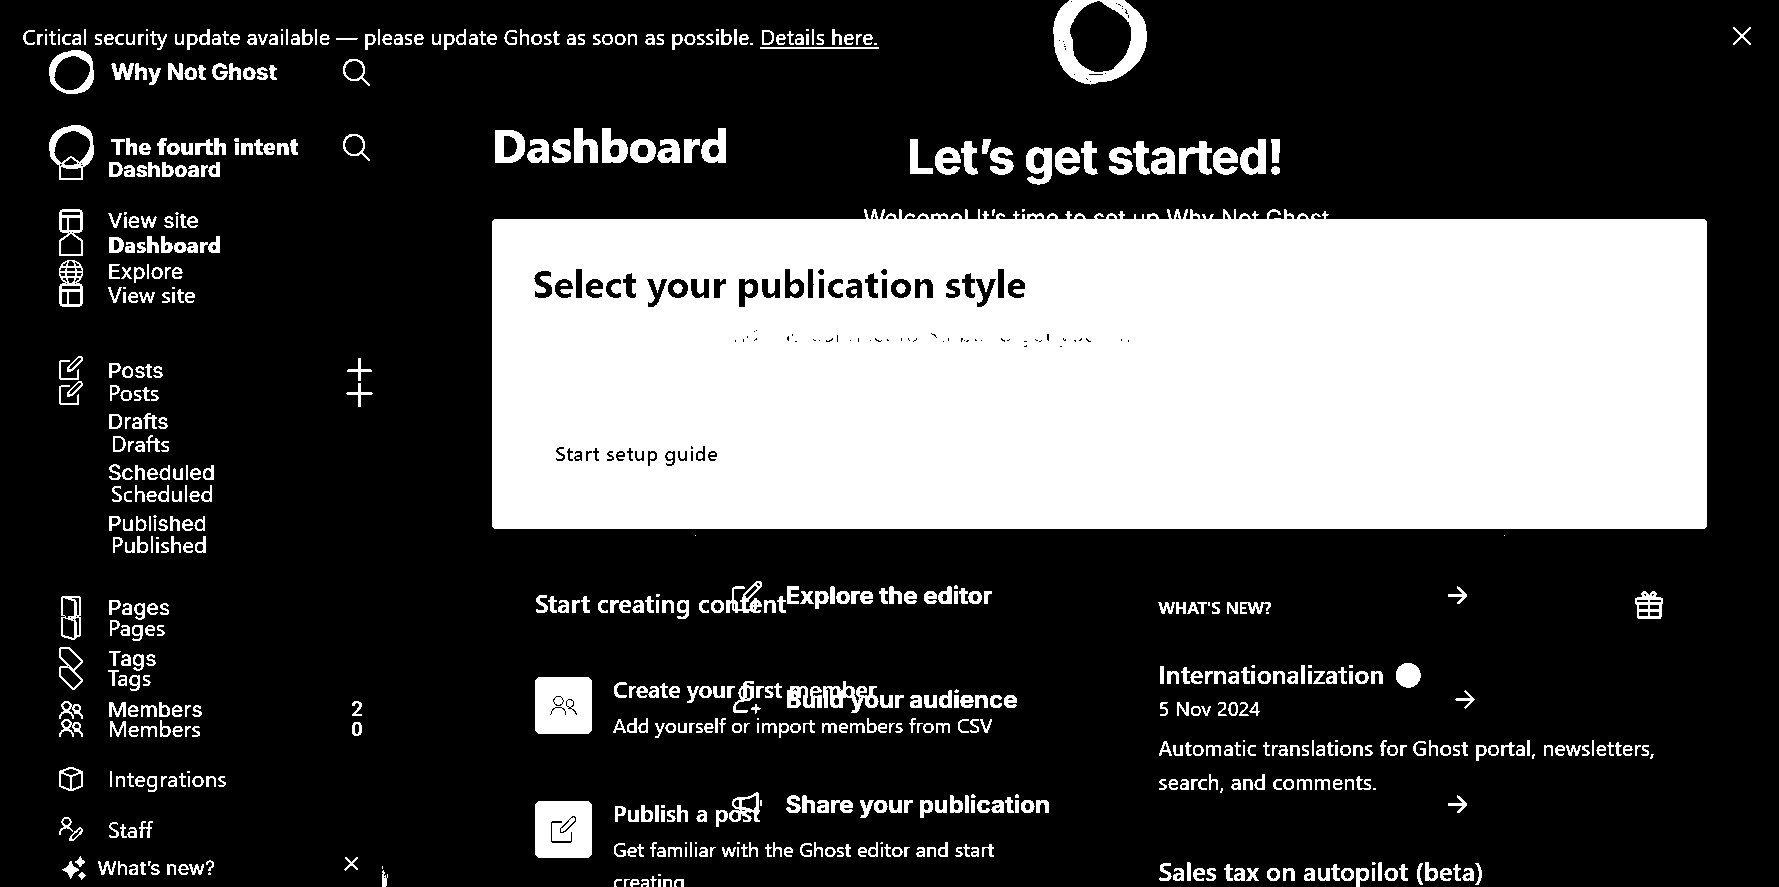 Critical security update available — please update Ghost as soon as possible. Details here.
Why Not Ghost
The fourth intent
Dashboard
View site
Dashboard
Explore
View site
Posts
Posts
Drafts
Drafts
Scheduled
Scheduled
Published
Published
Pages
Pages
Tags
Tags
Members 2
Members 0
Integrations
Staff
What's new?
Dashboard
Let's get started!
Welcome! It's time to set up Why Not Ghost
Select your publication style
Start setup guide
Start creating content
Explore the editor
Create your first member
Build your audience
Add yourself or import members from CSV
Publish a post
Share your publication
Get familiar with the Ghost editor and start
creating
WHAT'S NEW?
Internationalization
5 Nov 2024
Automatic translations for Ghost portal, newsletters,
search, and comments.
Sales tax on autopilot (beta)